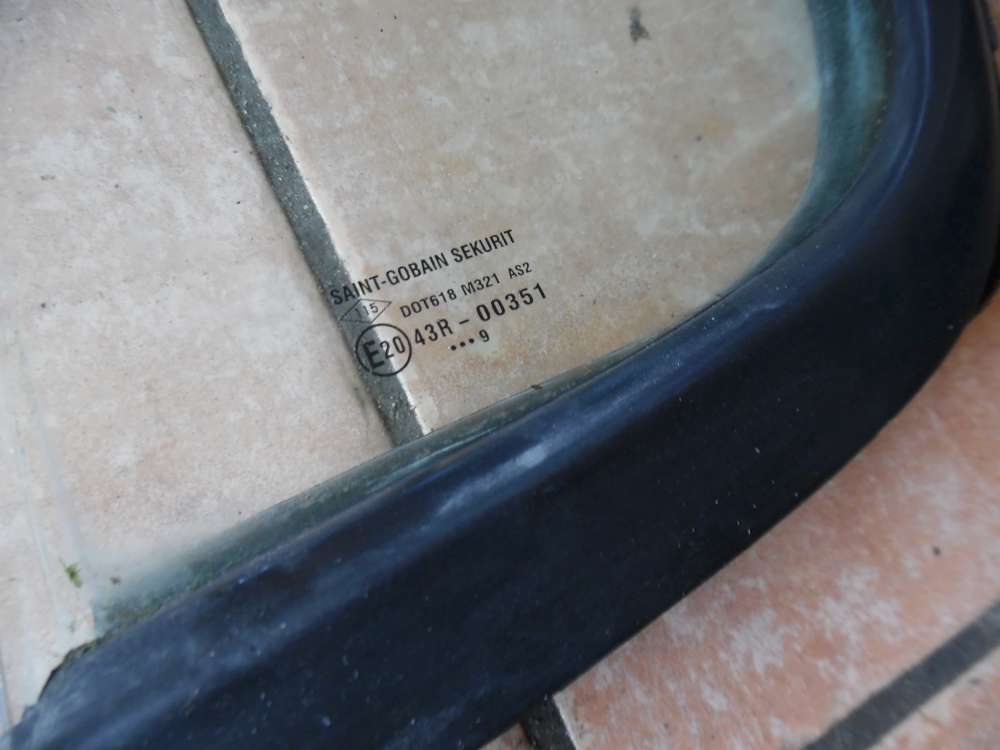 SAINT-GOBAIN SEKURIT
115 DOT618 M321 AS2
E20 43R-00351
•••9